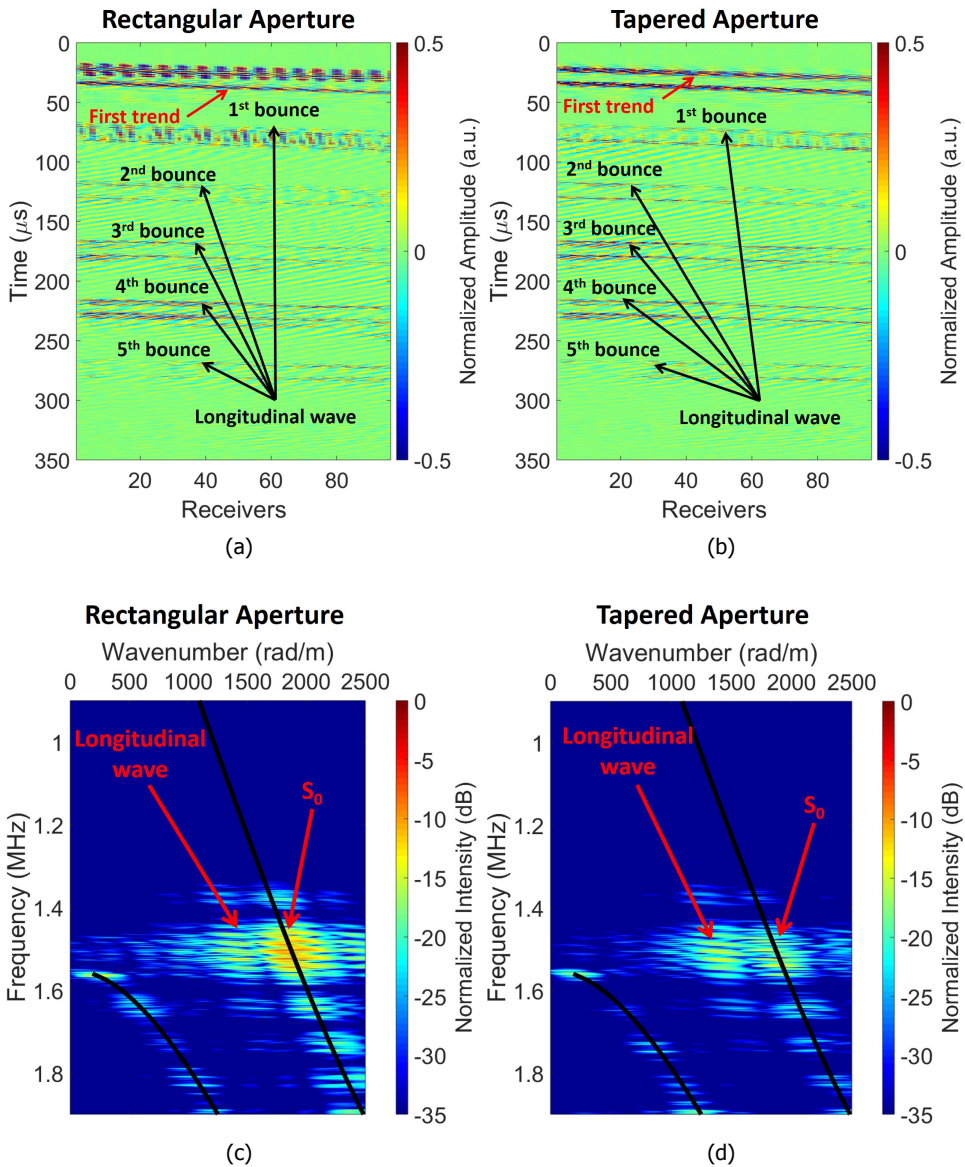 Rectangular Aperture
0
50
100
150
200
250
300
350
Time (μs)
20
40
60
80
Receivers
First trend
1st bounce
2nd bounce
3rd bounce
4th bounce
5th bounce
Longitudinal wave
0.5
0
-0.5
Normalized Amplitude (a.u.)
(a)
Tapered Aperture
0
50
100
150
200
250
300
350
Time (μs)
20
40
60
80
Receivers
First trend
1st bounce
2nd bounce
3rd bounce
4th bounce
5th bounce
Longitudinal wave
0.5
0
-0.5
Normalized Amplitude (a.u.)
(b)
Rectangular Aperture
Wavenumber (rad/m)
0 500 1000 1500 2000 2500
1
1.2
1.4
1.6
1.8
Frequency (MHz)
Longitudinal
wave
S0
0
-5
-10
-15
-20
-25
-30
-35
Normalized Intensity (dB)
(c)
Tapered Aperture
Wavenumber (rad/m)
0 500 1000 1500 2000 2500
1
1.2
1.4
1.6
1.8
Frequency (MHz)
Longitudinal
wave
S0
0
-5
-10
-15
-20
-25
-30
-35
Normalized Intensity (dB)
(d)